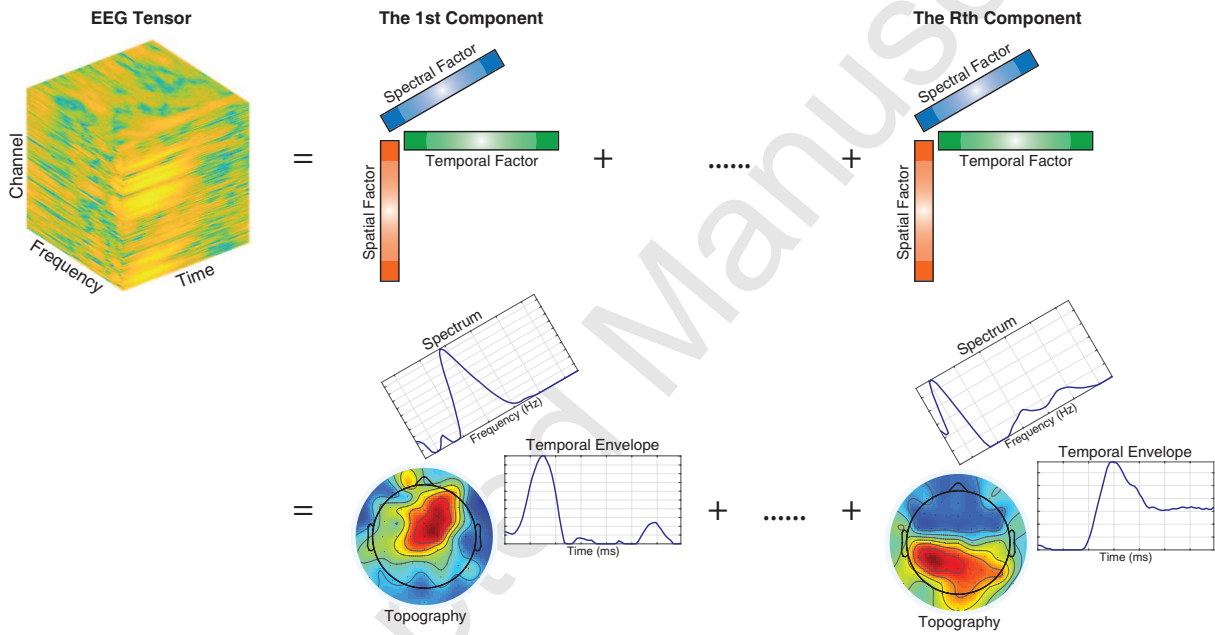 EEG Tensor
The 1st Component
The Rth Component
Channel
Frequency
Time
=
Spectral Factor
Temporal Factor
Spatial Factor
+
......
+
Spectral Factor
Temporal Factor
Spatial Factor
=
Spectrum
Frequency (Hz)
Temporal Envelope
Time (ms)
Topography
+
......
+
Spectrum
Frequency (Hz)
Temporal Envelope
Time (ms)
Topography